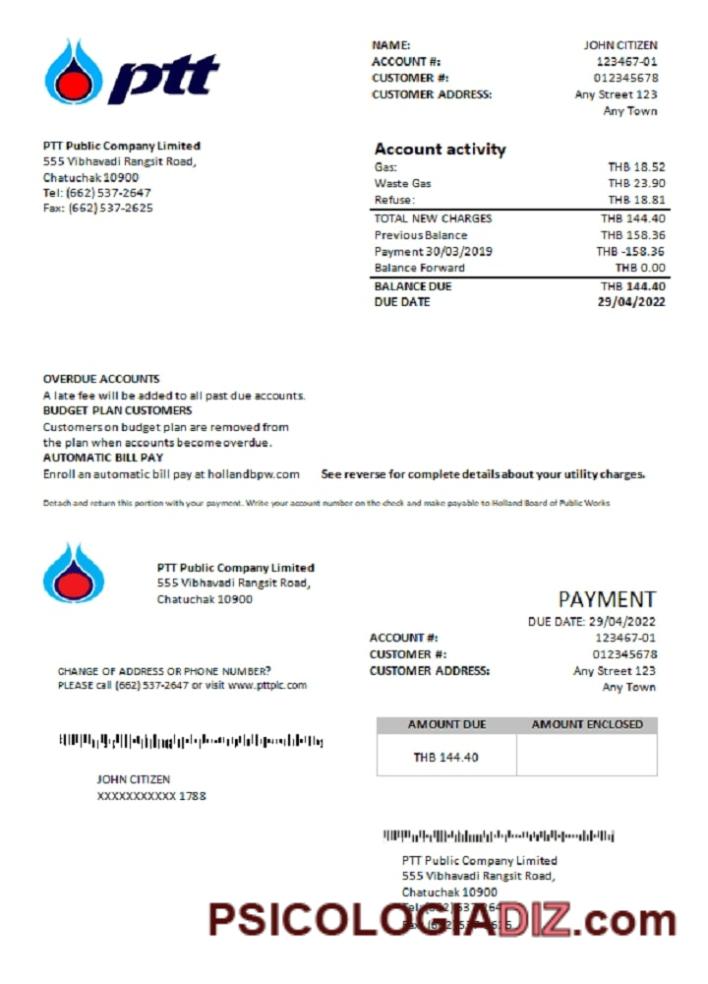 ptt
NAME: JOHN CITIZEN
ACCOUNT #: 123467-01
CUSTOMER #: 012345678
CUSTOMER ADDRESS: Any Street 123
Any Town
PTT Public Company Limited
555 Vibhavadi Rangsit Road,
Chatuchak 10900
Tel: (662) 537-2647
Fax: (662) 537-2625
Account activity
Gas: THB 18.52
Waste Gas THB 23.90
Refuse: THB 18.81
TOTAL NEW CHARGES THB 144.40
Previous Balance THB 158.36
Payment 30/03/2019 THB -158.36
Balance Forward THB 0.00
BALANCE DUE THB 144.40
DUE DATE 29/04/2022
OVERDUE ACCOUNTS
A late fee will be added to all past due accounts.
BUDGET PLAN CUSTOMERS
Customers on budget plan are removed from
the plan when accounts become overdue.
AUTOMATIC BILL PAY
Enroll an automatic bill pay at hollandbpw.com See reverse for complete details about your utility charges.
Detach and return this portion with your payment. Write your account number on the check and make payable to Holland Board of Public Works
PTT Public Company Limited
555 Vibhavadi Rangsit Road,
Chatuchak 10900
PAYMENT
DUE DATE: 29/04/2022
ACCOUNT #: 123467-01
CUSTOMER #: 012345678
CUSTOMER ADDRESS: Any Street 123
Any Town
CHANGE OF ADDRESS OR PHONE NUMBER?
PLEASE call (662) 537-2647 or visit www.pttplc.com
AMOUNT DUE AMOUNT ENCLOSED
THB 144.40
JOHN CITIZEN
XXXXXXXXXXX 1788
PTT Public Company Limited
555 Vibhavadi Rangsit Road,
Chatuchak 10900
PSICOLOGIADIZ.com